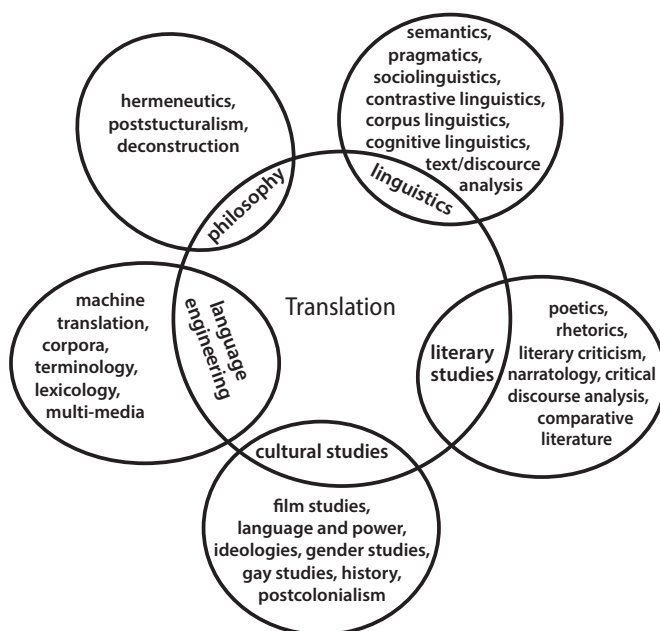 semantics,
pragmatics,
sociolinguistics,
contrastive linguistics,
corpus linguistics,
cognitive linguistics,
text/discource
analysis
linguistics
hermeneutics,
poststucturalism,
deconstruction
philosophy
Translation
machine
translation,
corpora,
terminology,
lexicology,
multi-media
language
engineering
poetics,
rhetorics,
literary criticism,
narratology, critical
discourse analysis,
comparative
literature
literary
studies
cultural studies
film studies,
language and power,
ideologies, gender studies,
gay studies, history,
postcolonialism